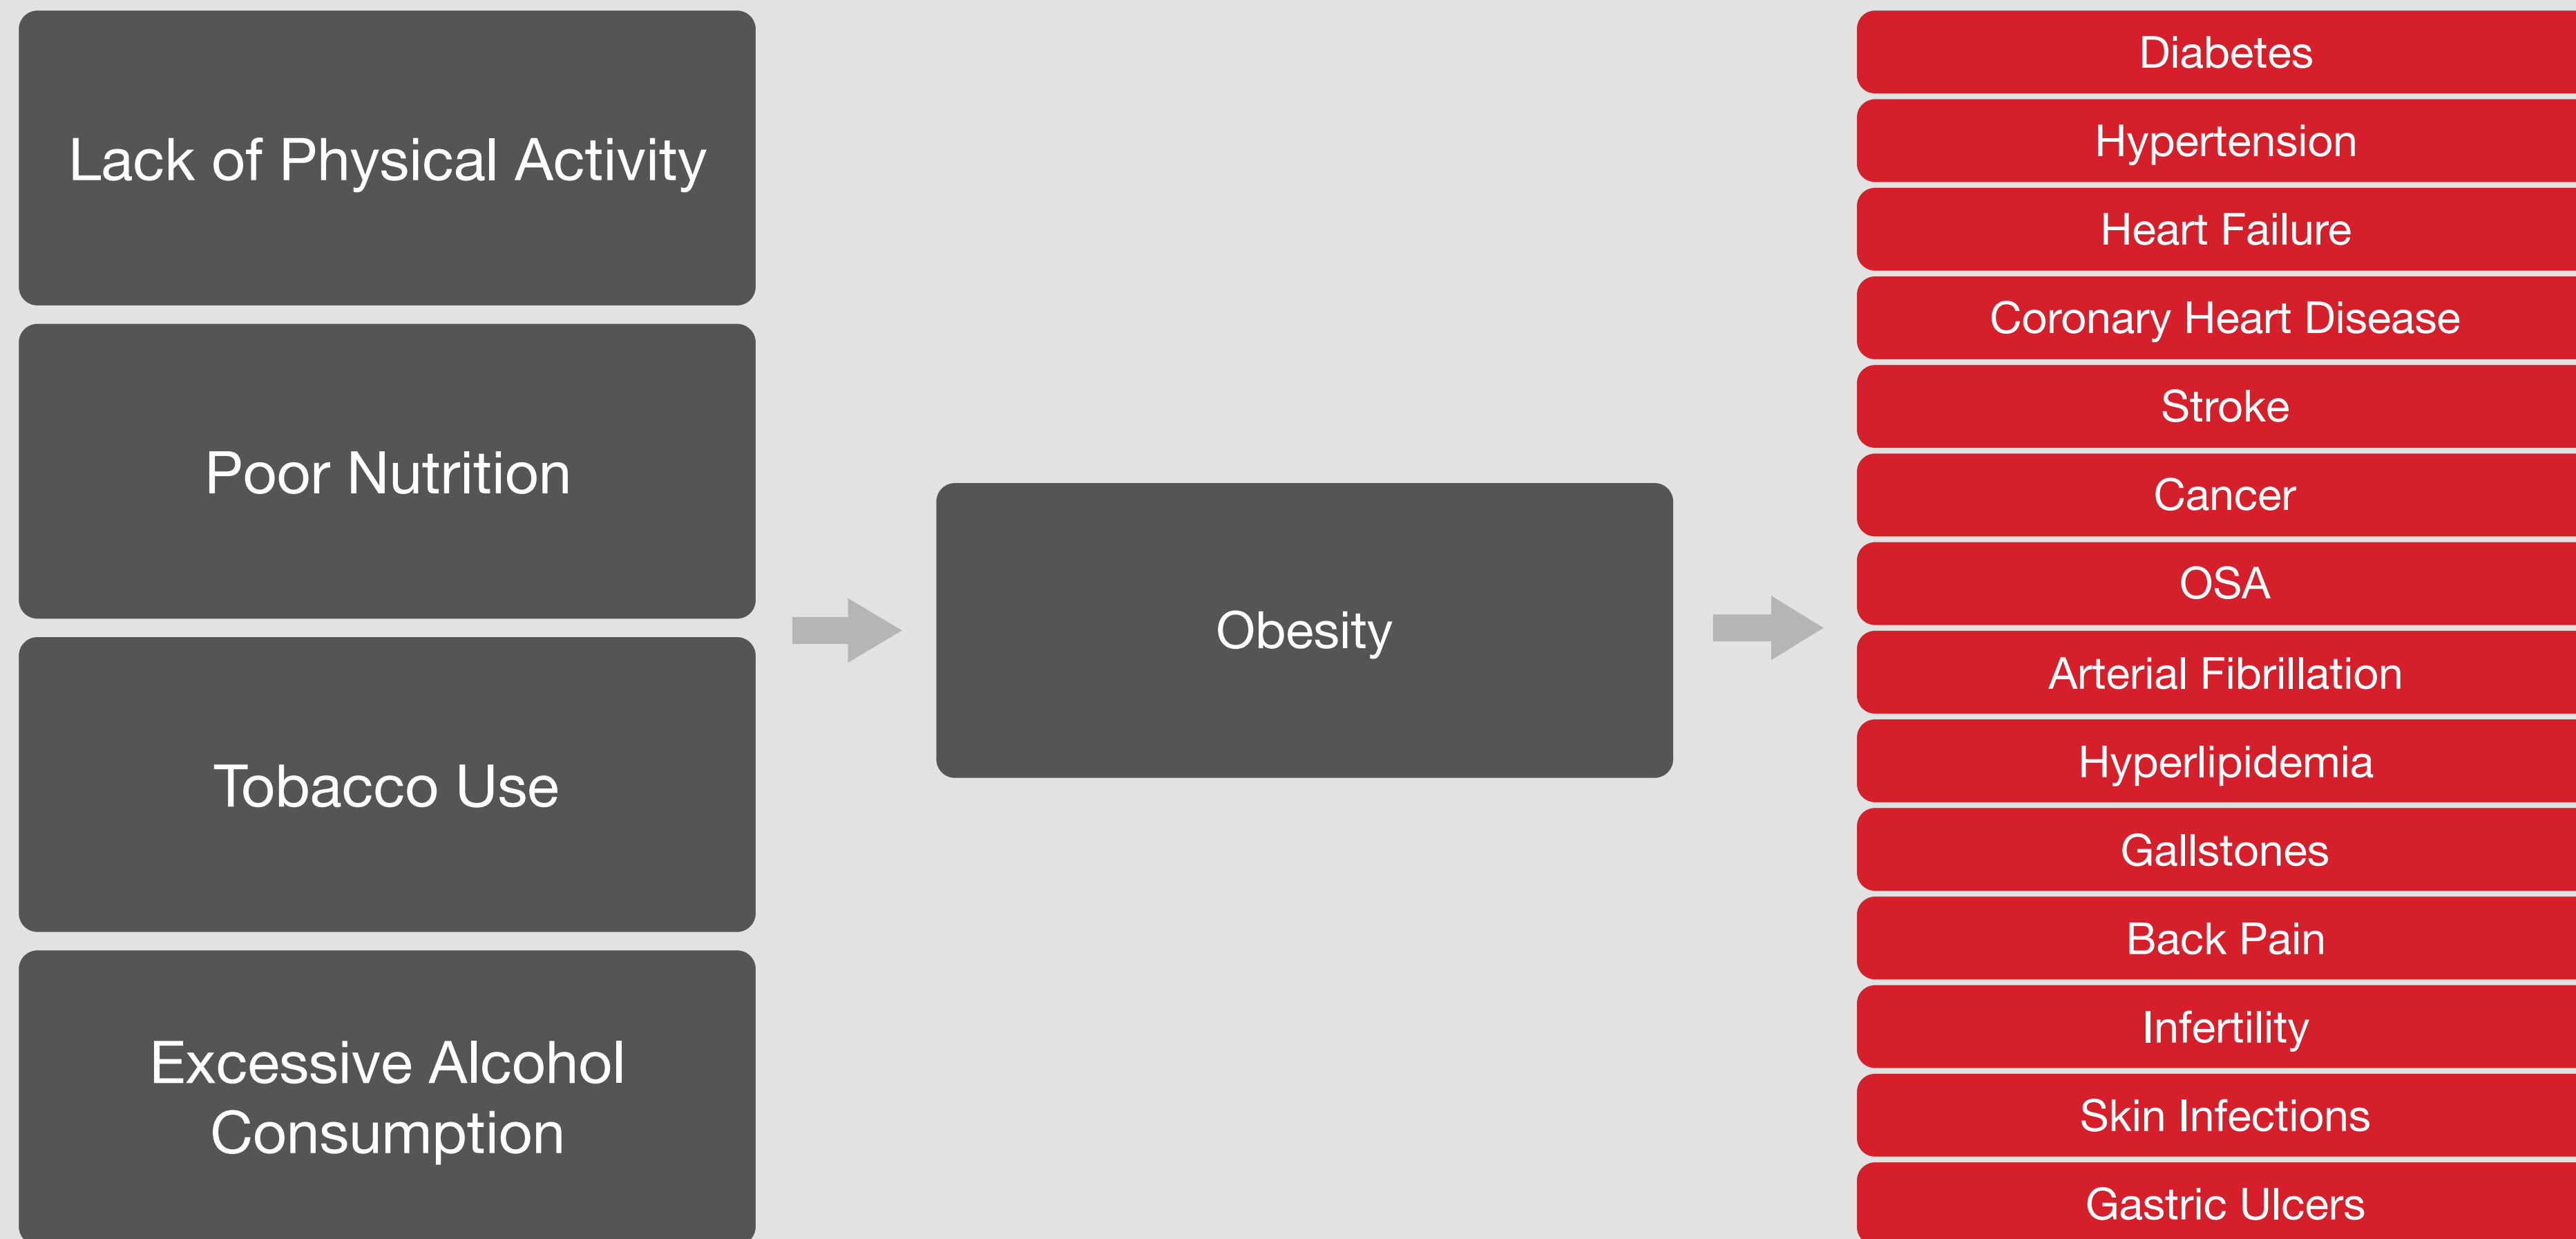 Lack of Physical Activity
Poor Nutrition
Tobacco Use
Excessive Alcohol
Consumption
Obesity
Diabetes
Hypertension
Heart Failure
Coronary Heart Disease
Stroke
Cancer
OSA
Arterial Fibrillation
Hyperlipidemia
Gallstones
Back Pain
Infertility
Skin Infections
Gastric Ulcers